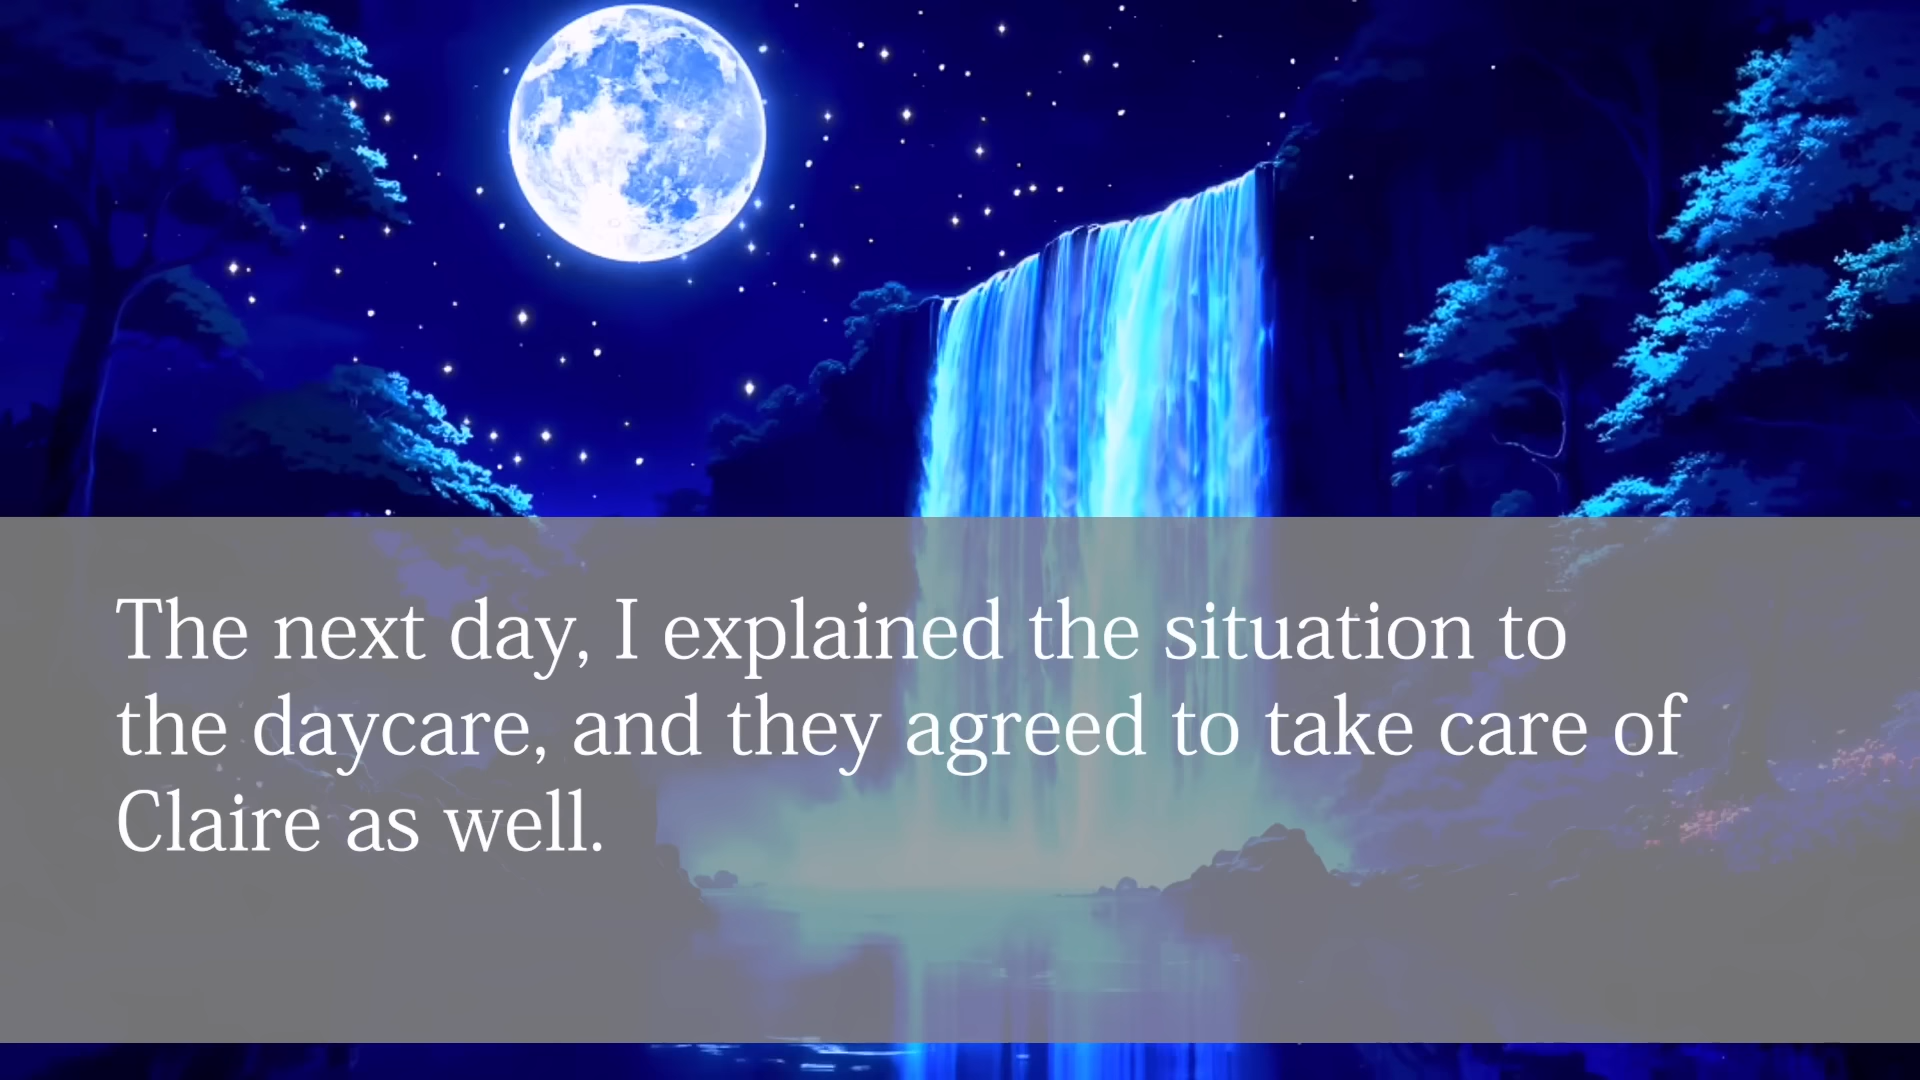 The next day, I explained the situation to
the daycare, and they agreed to take care of
Claire as well.